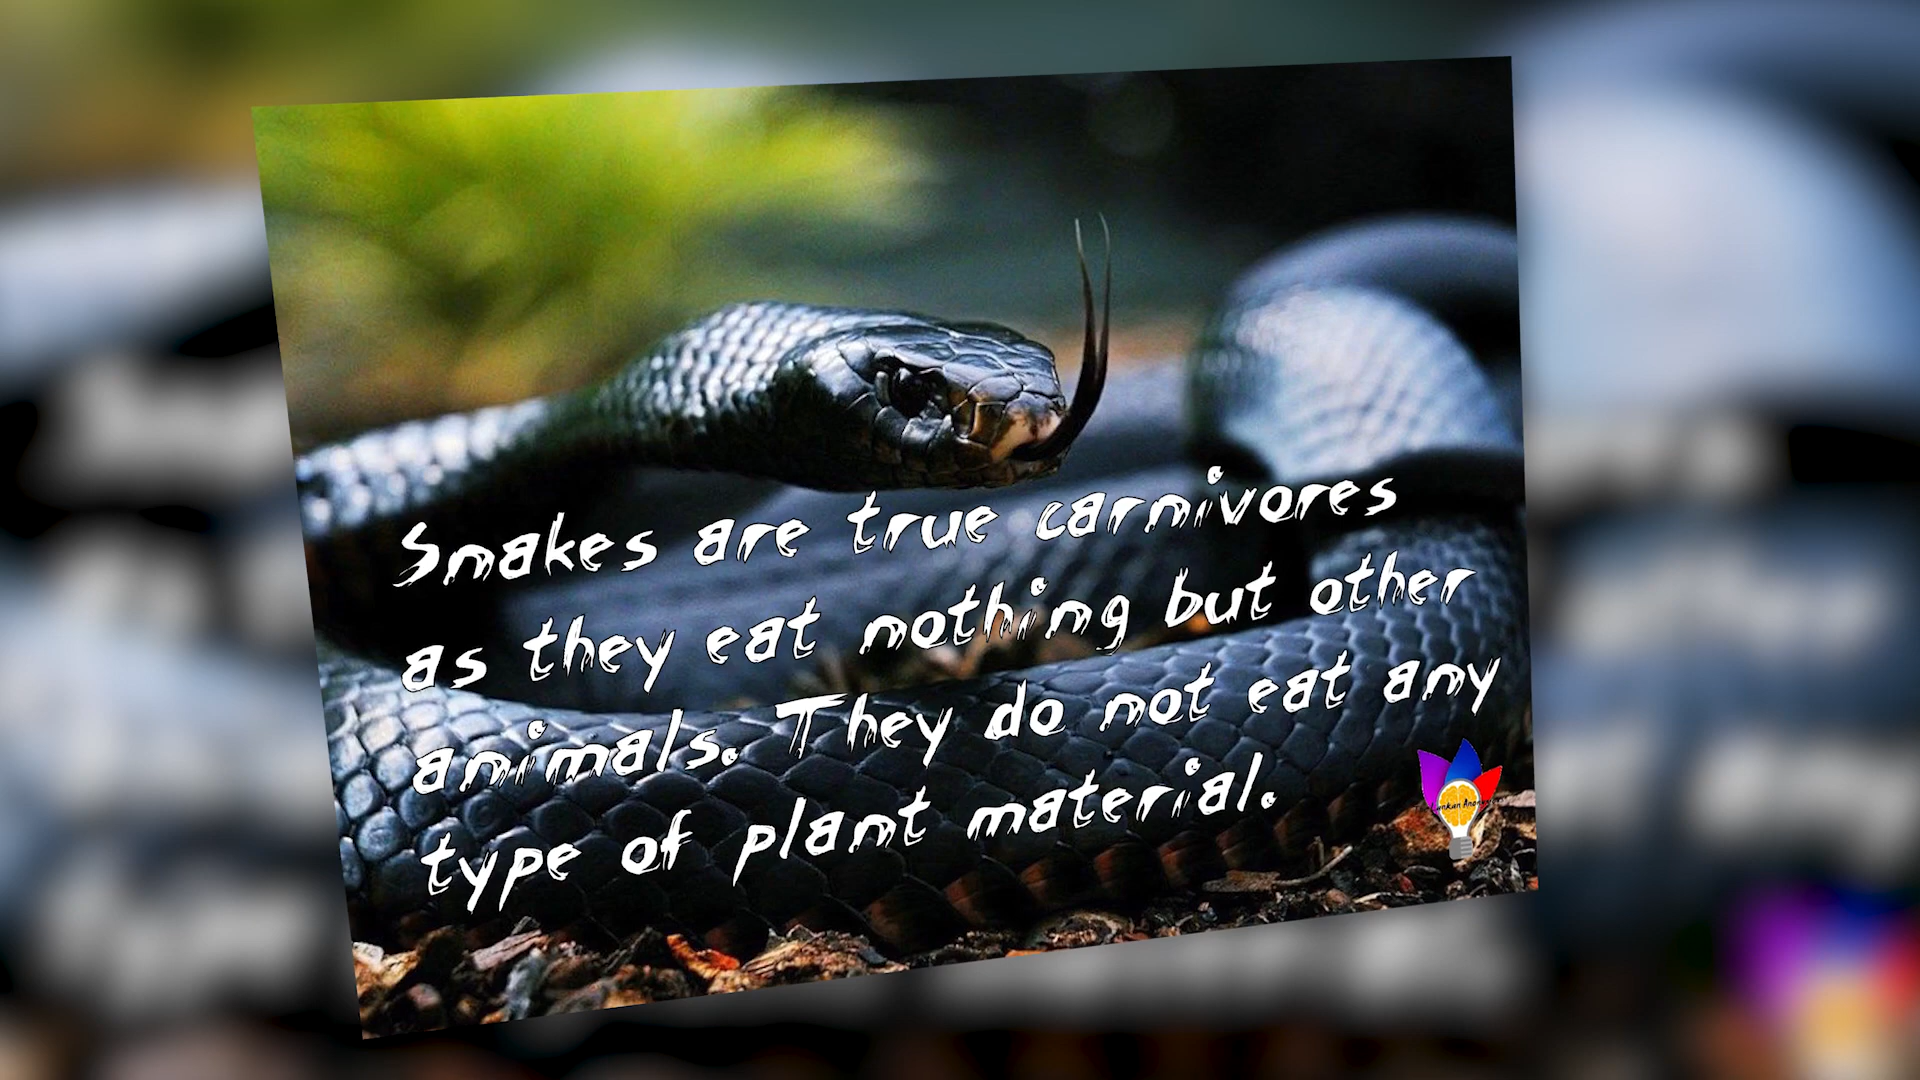 Snakes are true carnivores
as they eat nothing but other
animals. They do not eat any
type of plant material.